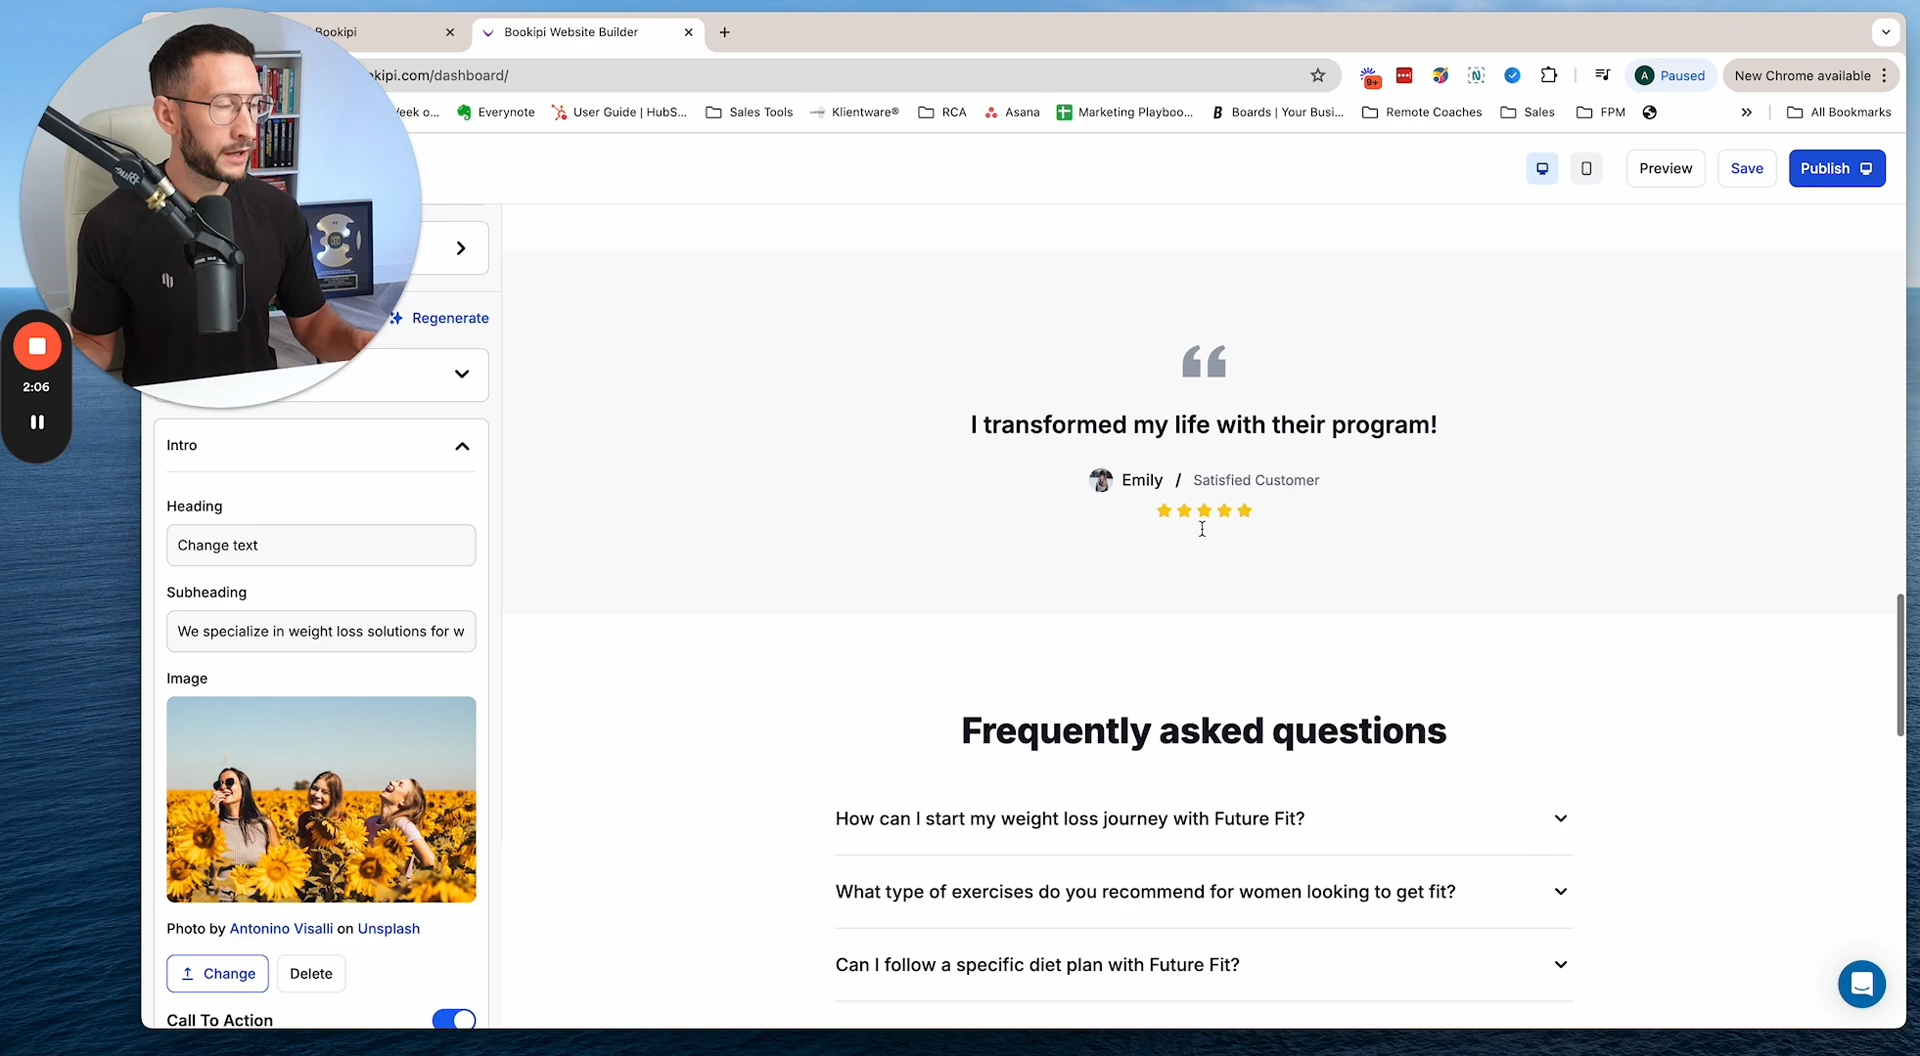 Bookipi
Bookipi Website Builder
okipi.com/dashboard/
9+
N
A Paused
New Chrome available
eek o...
Everynote
User Guide | HubS...
Sales Tools
Klientware®
RCA
Asana
Marketing Playboo...
B Boards | Your Busi...
Remote Coaches
Sales
FPM
All Bookmarks
Preview
Save
Publish
Regenerate
2:06
Intro
Heading
Change text
Subheading
We specialize in weight loss solutions for w
Image
Photo by Antonino Visalli on Unsplash
Change
Delete
Call To Action
I transformed my life with their program!
Emily / Satisfied Customer
Frequently asked questions
How can I start my weight loss journey with Future Fit?
What type of exercises do you recommend for women looking to get fit?
Can I follow a specific diet plan with Future Fit?